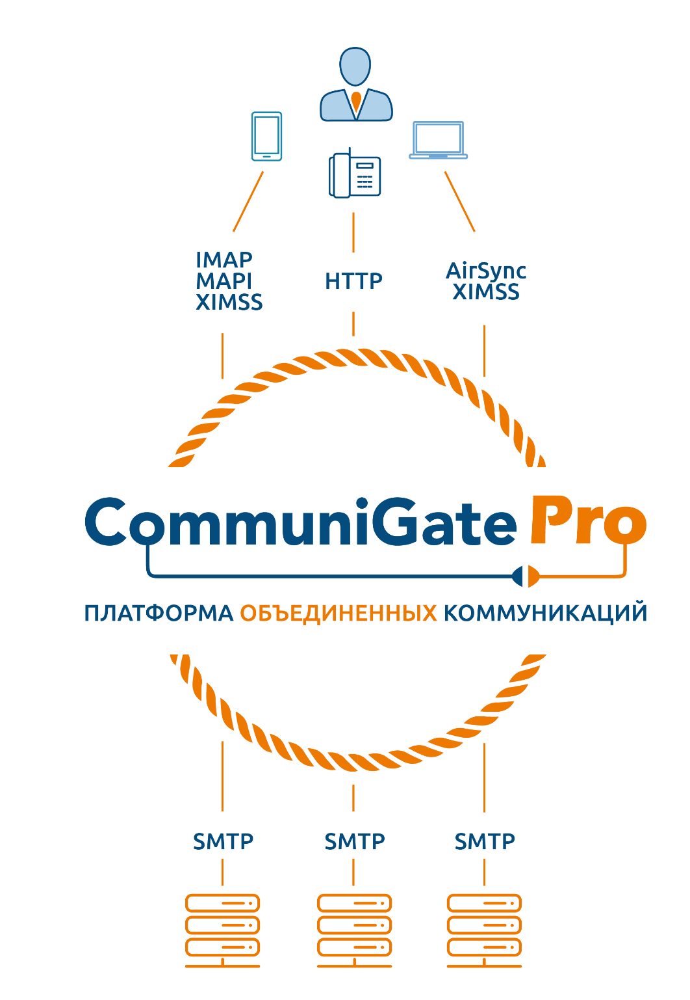 IMAP
MAPI
XIMSS
HTTP
AirSync
XIMSS
CommuniGate Pro
ПЛАТФОРМА ОБЪЕДИНЕННЫХ КОММУНИКАЦИЙ
SMTP
SMTP
SMTP